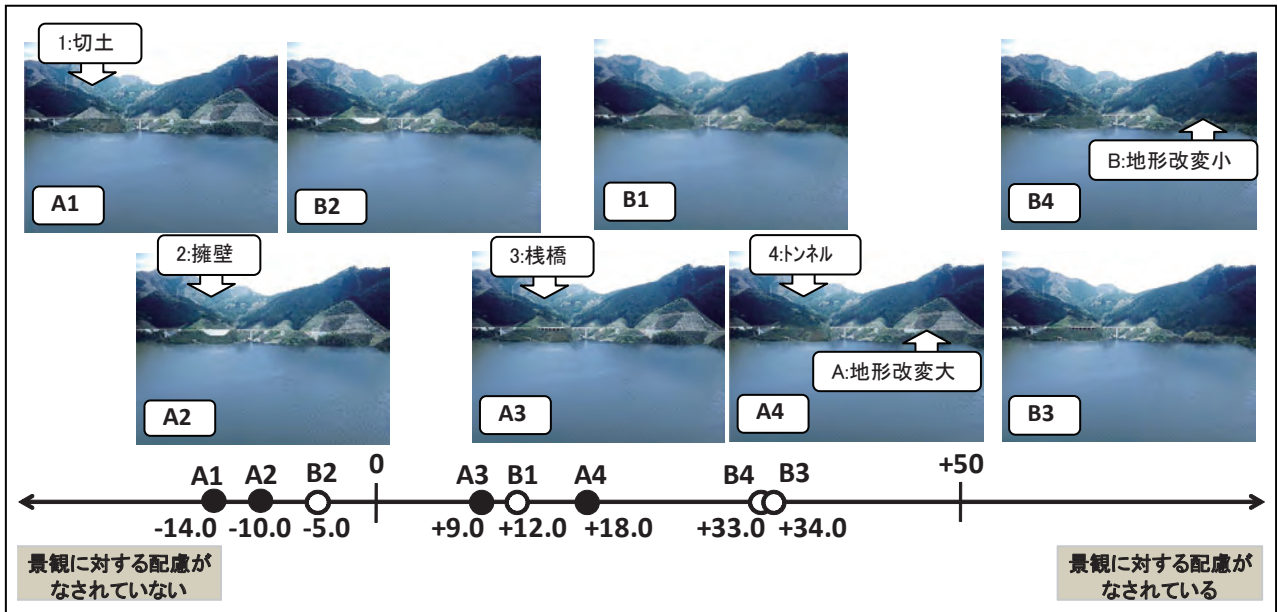 1:切土
A1
B2
B1
B:地形改変小
B4
2:擁壁
A2
3:桟橋
A3
4:トンネル
A:地形改変大
A4
B3
A1 A2 B2 0 A3 B1 A4 B4 B3 +50
-14.0 -10.0 -5.0 +9.0 +12.0 +18.0 +33.0 +34.0
景観に対する配慮が
なされていない
景観に対する配慮が
なされている